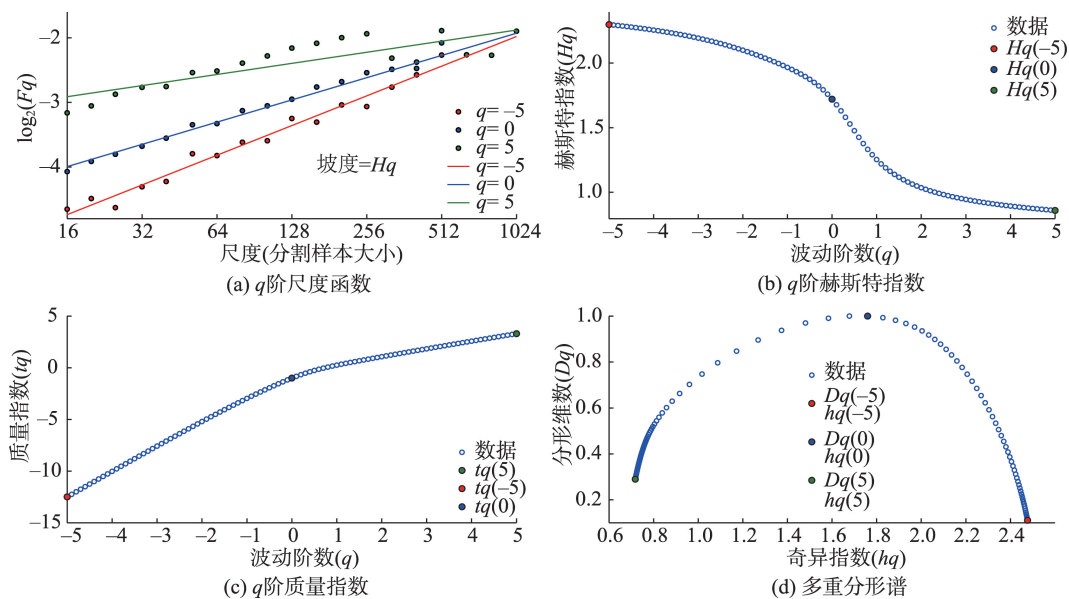 log₂(Fq)
−2
−3
−4
q= −5
q= 0
q= 5
q= −5
q= 0
q= 5
坡度=Hq
16 32 64 128 256 512 1024
尺度(分割样本大小)
(a) q阶尺度函数
赫斯特指数(Hq)
2.0
1.5
1.0
数据
Hq(−5)
Hq(0)
Hq(5)
−5 −4 −3 −2 −1 0 1 2 3 4 5
波动阶数(q)
(b) q阶赫斯特指数
质量指数(tq)
5
0
−5
−10
−15
数据
tq(5)
tq(−5)
tq(0)
−5 −4 −3 −2 −1 0 1 2 3 4 5
波动阶数(q)
(c) q阶质量指数
分形维数(Dq)
1.0
0.8
0.6
0.4
0.2
数据
Dq(−5)
hq(−5)
Dq(0)
hq(0)
Dq(5)
hq(5)
0.6 0.8 1.0 1.2 1.4 1.6 1.8 2.0 2.2 2.4
奇异指数(hq)
(d) 多重分形谱